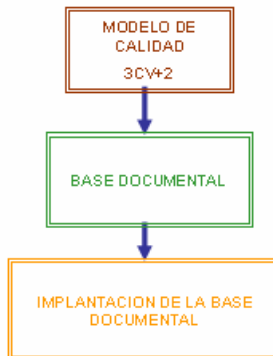 MODELO DE
CALIDAD
3CV+2
BASE DOCUMENTAL
IMPLANTACION DE LA BASE
DOCUMENTAL